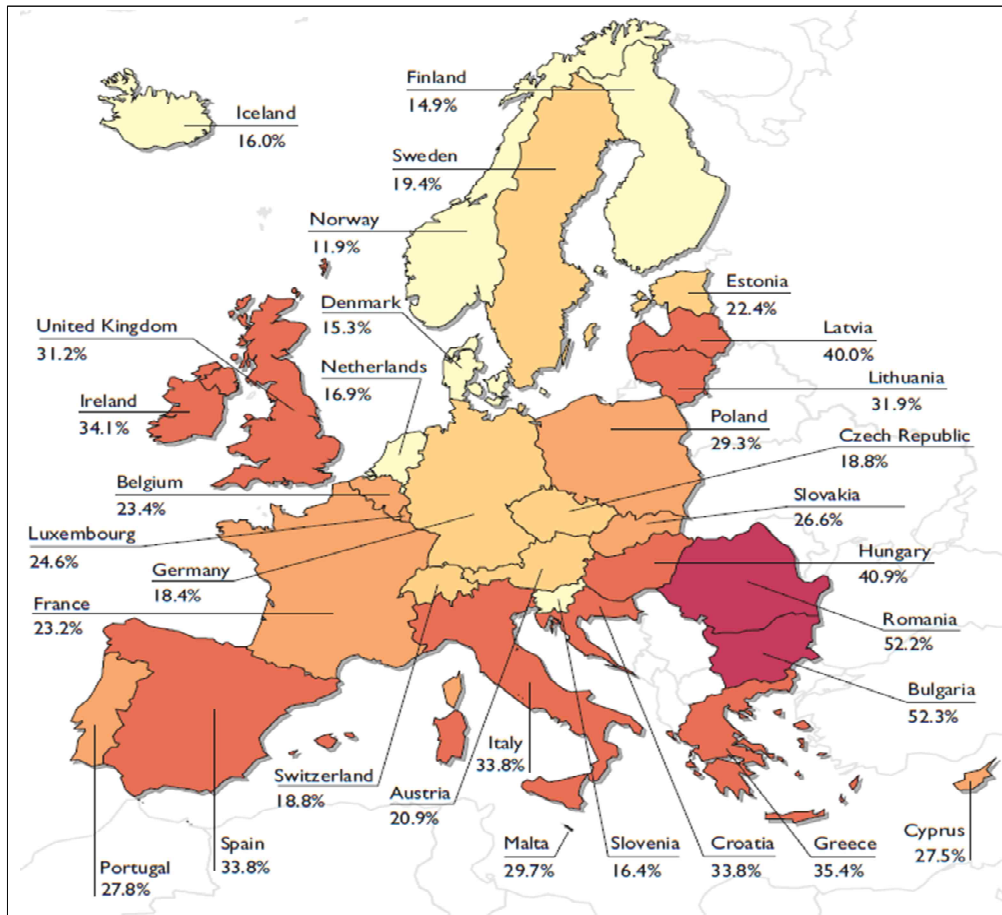 Finland
14.9%
Iceland
16.0%
Sweden
19.4%
Norway
11.9%
Estonia
22.4%
Denmark
15.3%
United Kingdom
31.2%
Latvia
40.0%
Netherlands
16.9%
Lithuania
31.9%
Ireland
34.1%
Poland
29.3%
Czech Republic
18.8%
Belgium
23.4%
Slovakia
26.6%
Luxembourg
24.6%
Hungary
40.9%
Germany
18.4%
France
23.2%
Romania
52.2%
Bulgaria
52.3%
Italy
33.8%
Switzerland
18.8%
Austria
20.9%
Cyprus
27.5%
Spain
33.8%
Malta
29.7%
Slovenia
16.4%
Croatia
33.8%
Greece
35.4%
Portugal
27.8%